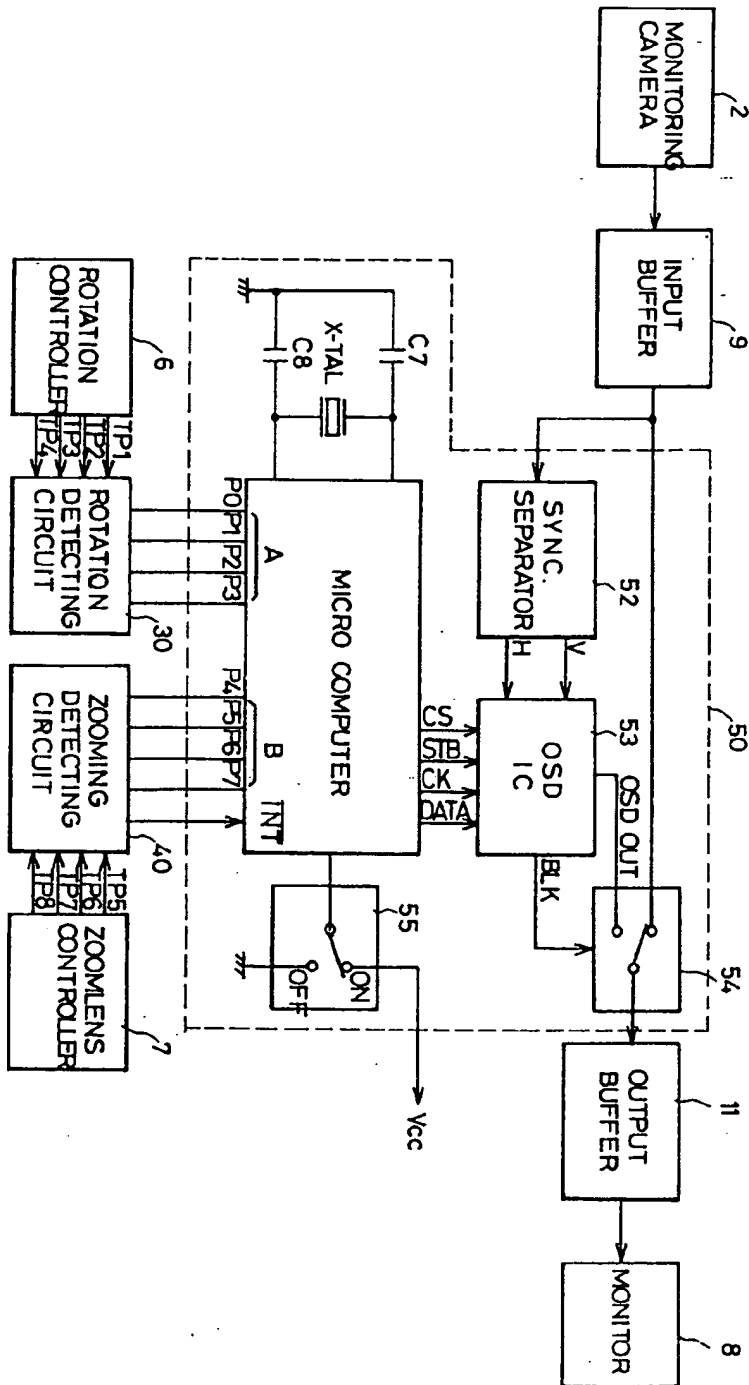 MONITORING
CAMERA
2
INPUT
BUFFER
9
50
SYNC.
SEPARATOR
52
H
V
OSD
IC
53
OSD OUT
BLK
54
OUTPUT
BUFFER
11
MONITOR
8
C7
X-TAL
C8
MICRO COMPUTER
CS
STB
CK
DATA
P0
P1
P2
P3
A
P4
P5
P6
P7
B
INT
55
ON
OFF
Vcc
ROTATION
CONTROLLER
6
TP1
TP2
TP3
TP4
ROTATION
DETECTING
CIRCUIT
30
ZOOMING
DETECTING
CIRCUIT
40
TP5
TP6
TP7
TP8
ZOOMLENS
CONTROLLER
7